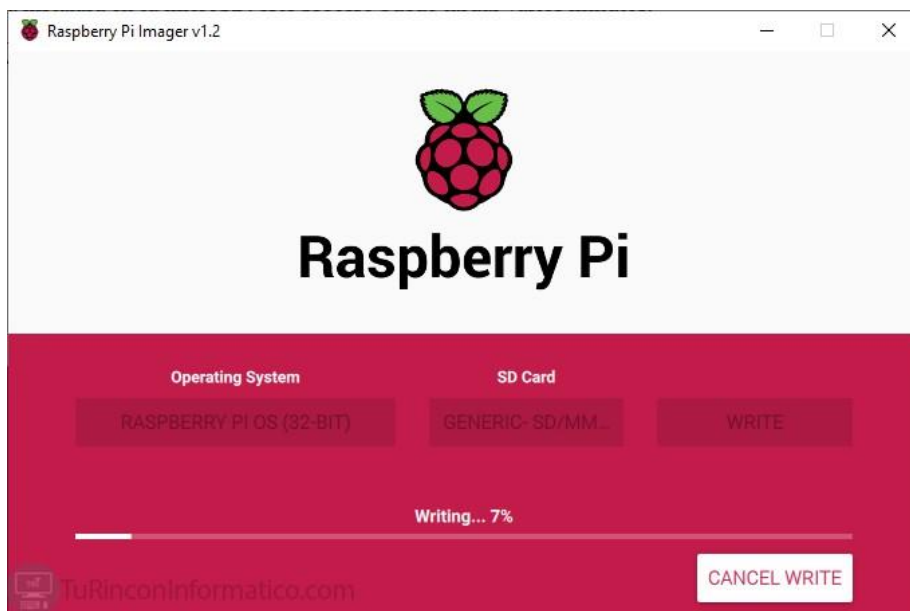 Raspberry Pi Imager v1.2
Raspberry Pi
Operating System
SD Card
RASPBERRY PI OS (32-BIT)
GENERIC- SD/MM...
WRITE
Writing... 7%
CANCEL WRITE
TuRinconInformatico.com